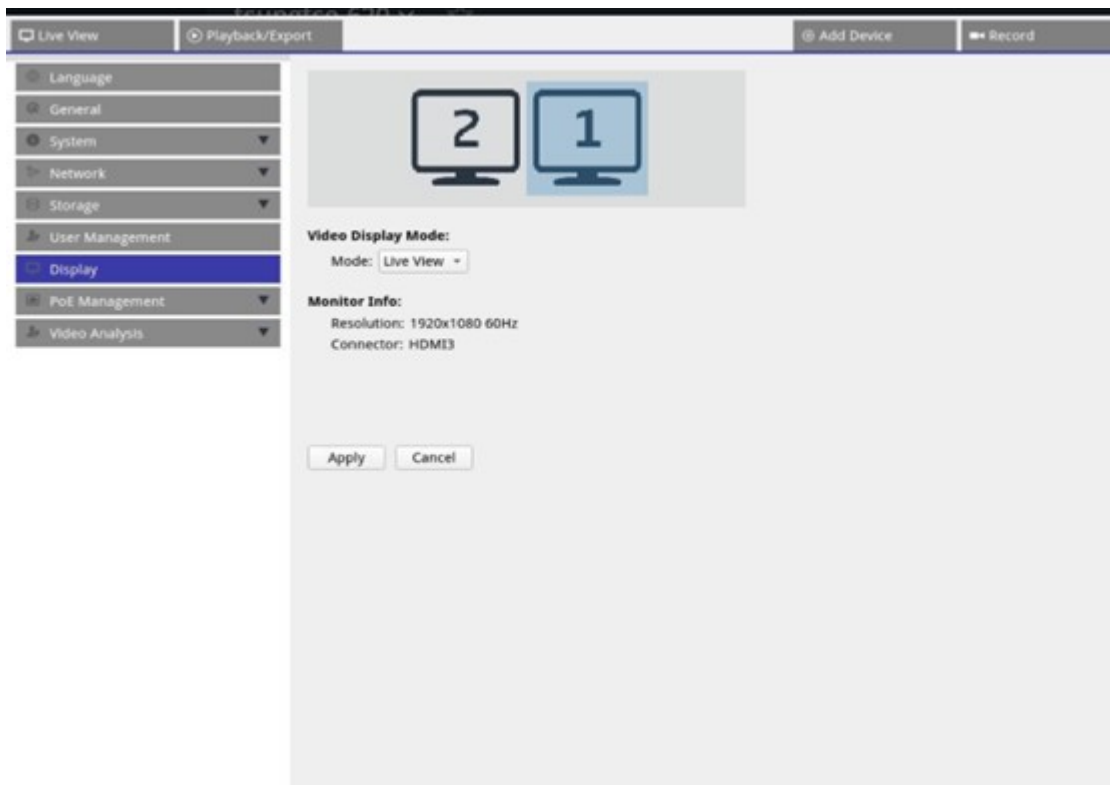 Live View
Playback/Export
Add Device
Record
Language
General
System
Network
Storage
User Management
Display
PoE Management
Video Analysis
2
1
Video Display Mode:
Mode: Live View
Monitor Info:
Resolution: 1920x1080 60Hz
Connector: HDMI3
Apply
Cancel